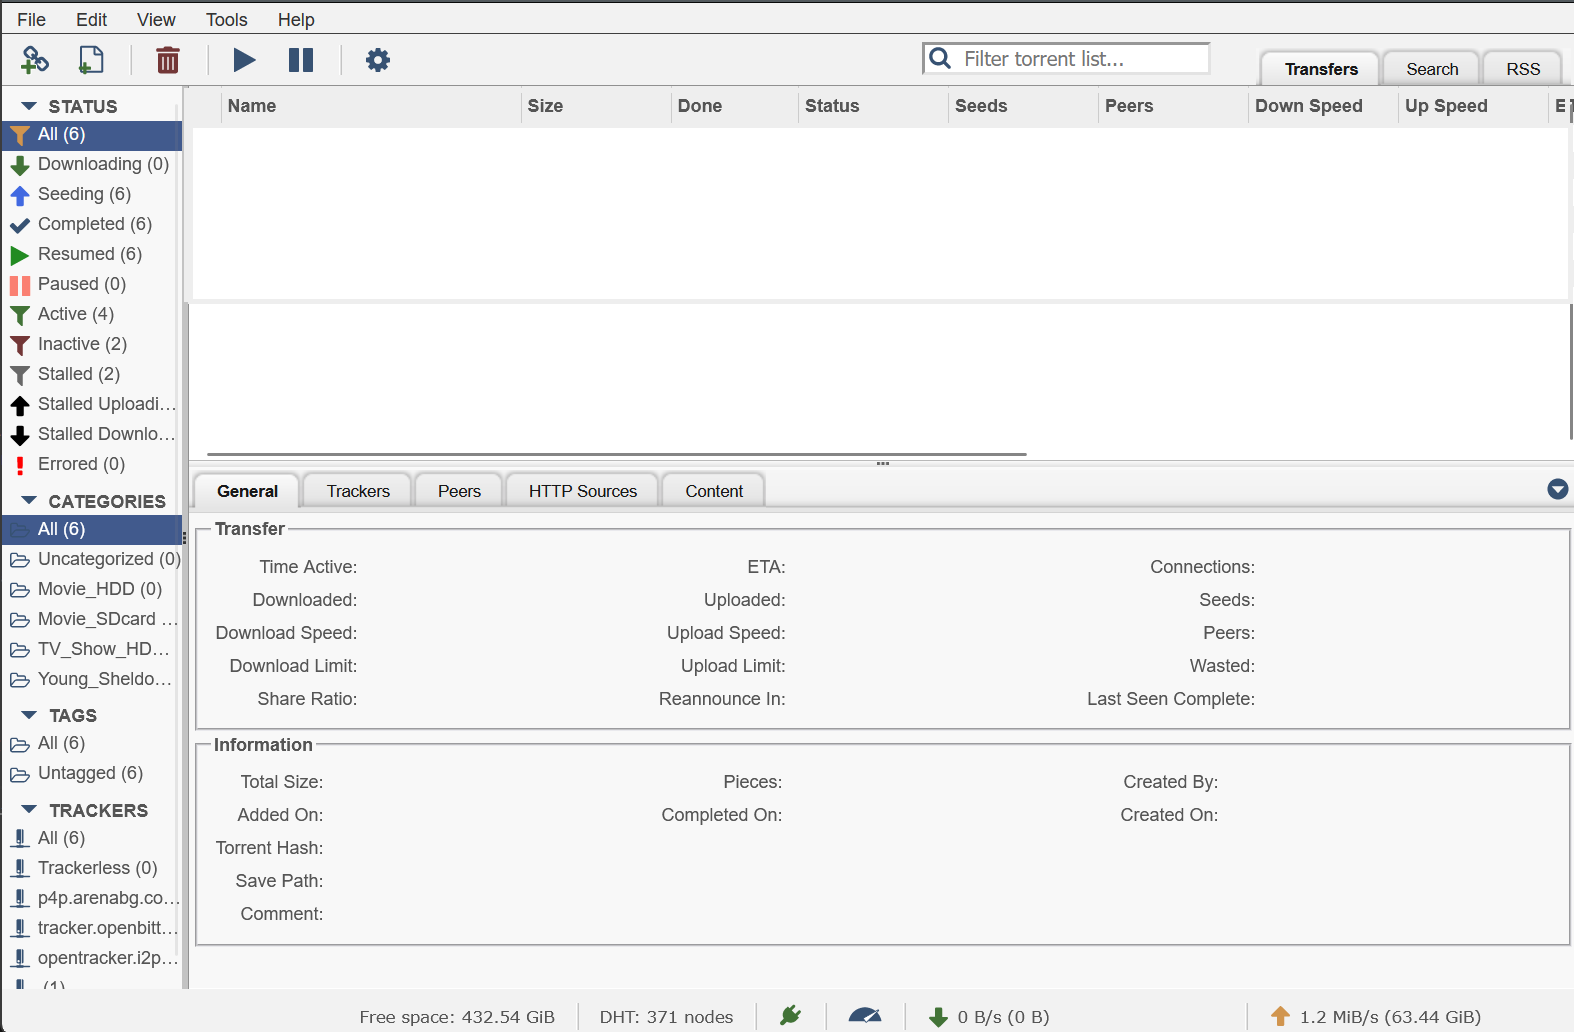 File Edit View Tools Help
Filter torrent list...
Transfers Search RSS
STATUS
All (6)
Downloading (0)
Seeding (6)
Completed (6)
Resumed (6)
Paused (0)
Active (4)
Inactive (2)
Stalled (2)
Stalled Uploadi...
Stalled Downlo...
Errored (0)
CATEGORIES
All (6)
Uncategorized (0)
Movie_HDD (0)
Movie_SDcard ...
TV_Show_HD...
Young_Sheldo...
TAGS
All (6)
Untagged (6)
TRACKERS
All (6)
Trackerless (0)
p4p.arenabg.co...
tracker.openbitt...
opentracker.i2p...
(1)
Name Size Done Status Seeds Peers Down Speed Up Speed
General Trackers Peers HTTP Sources Content
Transfer
Time Active: ETA: Connections:
Downloaded: Uploaded: Seeds:
Download Speed: Upload Speed: Peers:
Download Limit: Upload Limit: Wasted:
Share Ratio: Reannounce In: Last Seen Complete:
Information
Total Size: Pieces: Created By:
Added On: Completed On: Created On:
Torrent Hash:
Save Path:
Comment:
Free space: 432.54 GiB DHT: 371 nodes 0 B/s (0 B) 1.2 MiB/s (63.44 GiB)